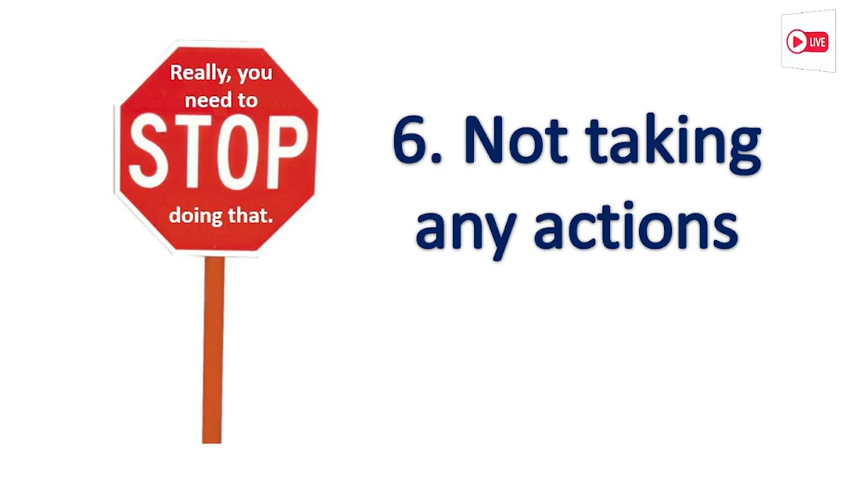 Really, you
need to
STOP
doing that.
6. Not taking
any actions
LIVE